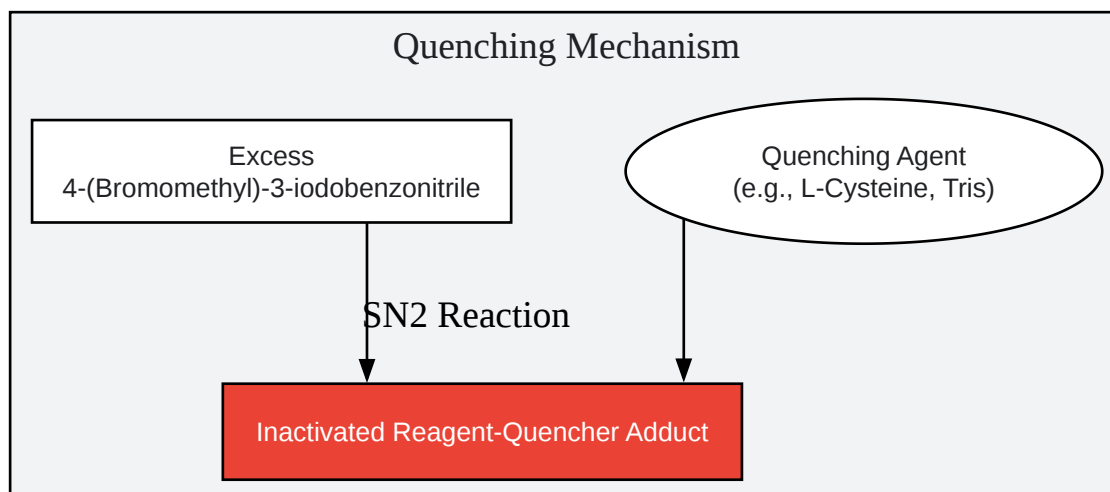 Quenching Mechanism
Excess
4-(Bromomethyl)-3-iodobenzonitrile
Quenching Agent
(e.g., L-Cysteine, Tris)
SN2 Reaction
Inactivated Reagent-Quencher Adduct